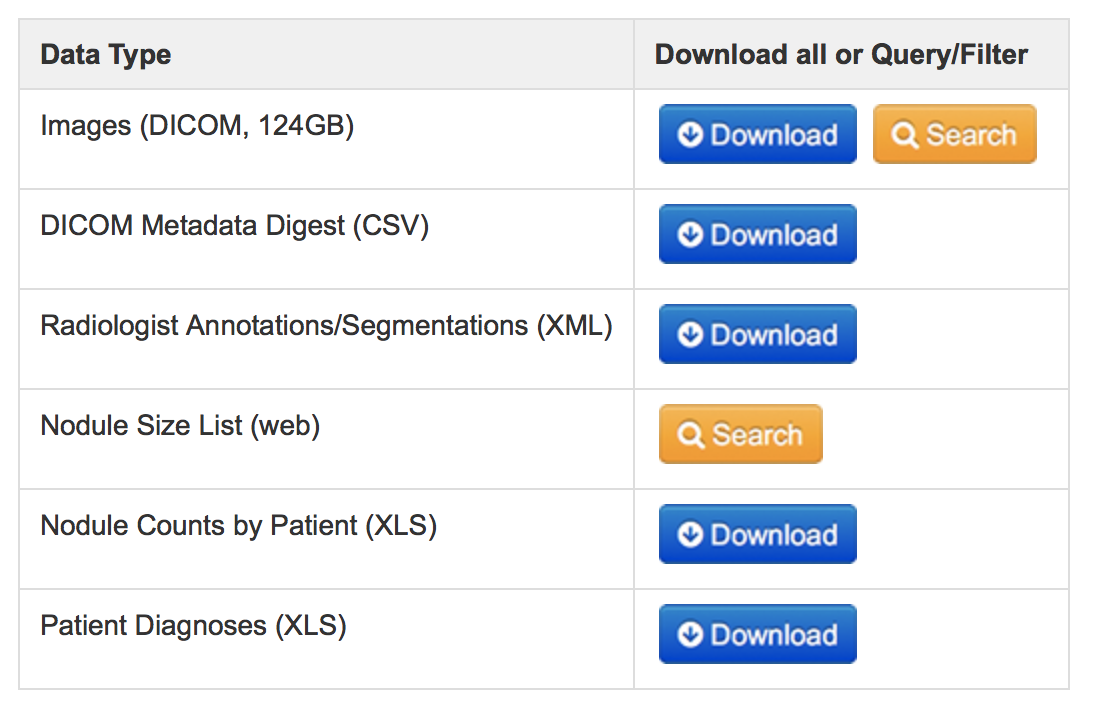 Data Type Download all or Query/Filter
Images (DICOM, 124GB) Download Search
DICOM Metadata Digest (CSV) Download
Radiologist Annotations/Segmentations (XML) Download
Nodule Size List (web) Search
Nodule Counts by Patient (XLS) Download
Patient Diagnoses (XLS) Download